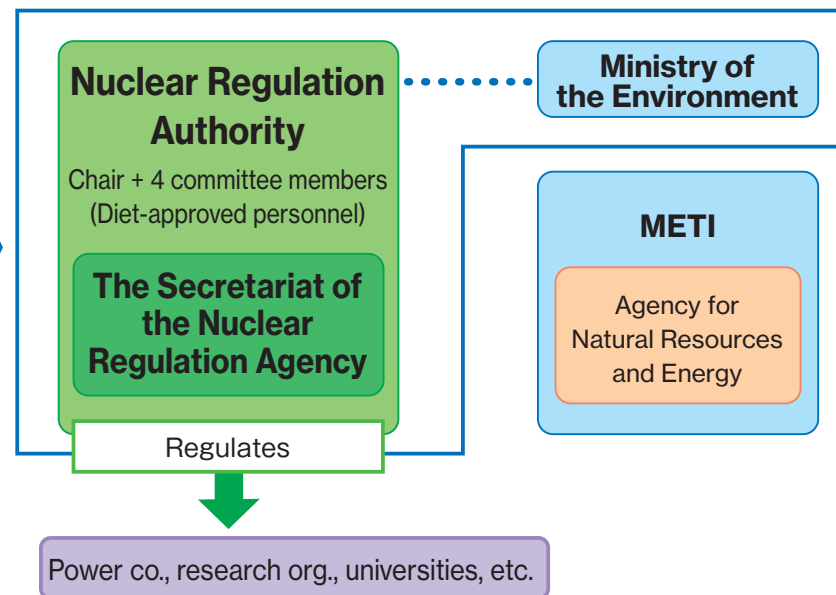 Nuclear Regulation
Authority
Chair + 4 committee members
(Diet-approved personnel)
The Secretariat of
the Nuclear
Regulation Agency
Regulates
Power co., research org., universities, etc.
Ministry of
the Environment
METI
Agency for
Natural Resources
and Energy